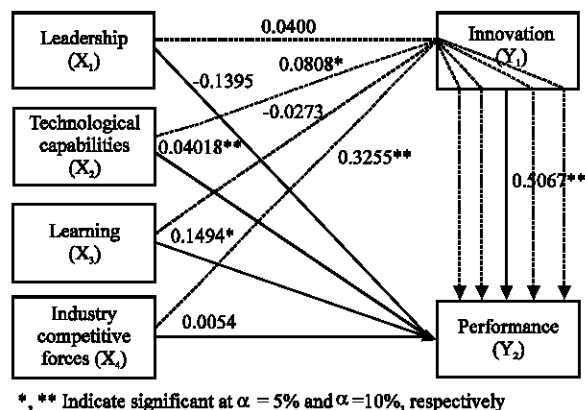 Leadership
(X₁)
0.0400
Innovation
(Y₁)
0.0808*
-0.1395
-0.0273
Technological
capabilities
(X₂)
0.04018**
0.3255**
0.5067**
Learning
(X₃)
0.1494*
Industry
competitive
forces (X₄)
0.0054
Performance
(Y₂)
*, ** Indicate significant at α = 5% and α=10%, respectively